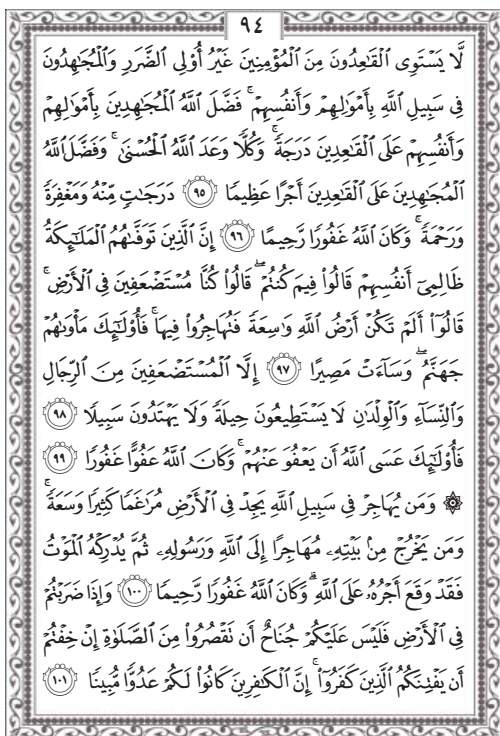 ٩٤
لَّا يَسۡتَوِي ٱلۡقَٰعِدُونَ مِنَ ٱلۡمُؤۡمِنِينَ غَيۡرُ أُوْلِي ٱلضَّرَرِ وَٱلۡمُجَٰهِدُونَ
فِي سَبِيلِ ٱللَّهِ بِأَمۡوَٰلِهِمۡ وَأَنفُسِهِمۡۚ فَضَّلَ ٱللَّهُ ٱلۡمُجَٰهِدِينَ بِأَمۡوَٰلِهِمۡ
وَأَنفُسِهِمۡ عَلَى ٱلۡقَٰعِدِينَ دَرَجَةٗۚ وَكُلّٗا وَعَدَ ٱللَّهُ ٱلۡحُسۡنَىٰۚ وَفَضَّلَ ٱللَّهُ
ٱلۡمُجَٰهِدِينَ عَلَى ٱلۡقَٰعِدِينَ أَجۡرًا عَظِيمٗا ٩٥ دَرَجَٰتٖ مِّنۡهُ وَمَغۡفِرَةٗ
وَرَحۡمَةٗۚ وَكَانَ ٱللَّهُ غَفُورٗا رَّحِيمًا ٩٦ إِنَّ ٱلَّذِينَ تَوَفَّىٰهُمُ ٱلۡمَلَٰٓئِكَةُ
ظَالِمِيٓ أَنفُسِهِمۡ قَالُواْ فِيمَ كُنتُمۡۖ قَالُواْ كُنَّا مُسۡتَضۡعَفِينَ فِي ٱلۡأَرۡضِۚ
قَالُوٓاْ أَلَمۡ تَكُنۡ أَرۡضُ ٱللَّهِ وَٰسِعَةٗ فَتُهَاجِرُواْ فِيهَاۚ فَأُوْلَٰٓئِكَ مَأۡوَىٰهُمۡ
جَهَنَّمُۖ وَسَآءَتۡ مَصِيرًا ٩٧ إِلَّا ٱلۡمُسۡتَضۡعَفِينَ مِنَ ٱلرِّجَالِ
وَٱلنِّسَآءِ وَٱلۡوِلۡدَٰنِ لَا يَسۡتَطِيعُونَ حِيلَةٗ وَلَا يَهۡتَدُونَ سَبِيلٗا ٩٨
فَأُوْلَٰٓئِكَ عَسَى ٱللَّهُ أَن يَعۡفُوَ عَنۡهُمۡۚ وَكَانَ ٱللَّهُ عَفُوًّا غَفُورٗا ٩٩
۞ وَمَن يُهَاجِرۡ فِي سَبِيلِ ٱللَّهِ يَجِدۡ فِي ٱلۡأَرۡضِ مُرَٰغَمٗا كَثِيرٗا وَسَعَةٗۚ
وَمَن يَخۡرُجۡ مِنۢ بَيۡتِهِۦ مُهَاجِرًا إِلَى ٱللَّهِ وَرَسُولِهِۦ ثُمَّ يُدۡرِكۡهُ ٱلۡمَوۡتُ
فَقَدۡ وَقَعَ أَجۡرُهُۥ عَلَى ٱللَّهِۗ وَكَانَ ٱللَّهُ غَفُورٗا رَّحِيمٗا ١٠٠ وَإِذَا ضَرَبۡتُمۡ
فِي ٱلۡأَرۡضِ فَلَيۡسَ عَلَيۡكُمۡ جُنَاحٌ أَن تَقۡصُرُواْ مِنَ ٱلصَّلَوٰةِ إِنۡ خِفۡتُمۡ
أَن يَفۡتِنَكُمُ ٱلَّذِينَ كَفَرُوٓاْۚ إِنَّ ٱلۡكَٰفِرِينَ كَانُواْ لَكُمۡ عَدُوّٗا مُّبِينٗا ١٠١